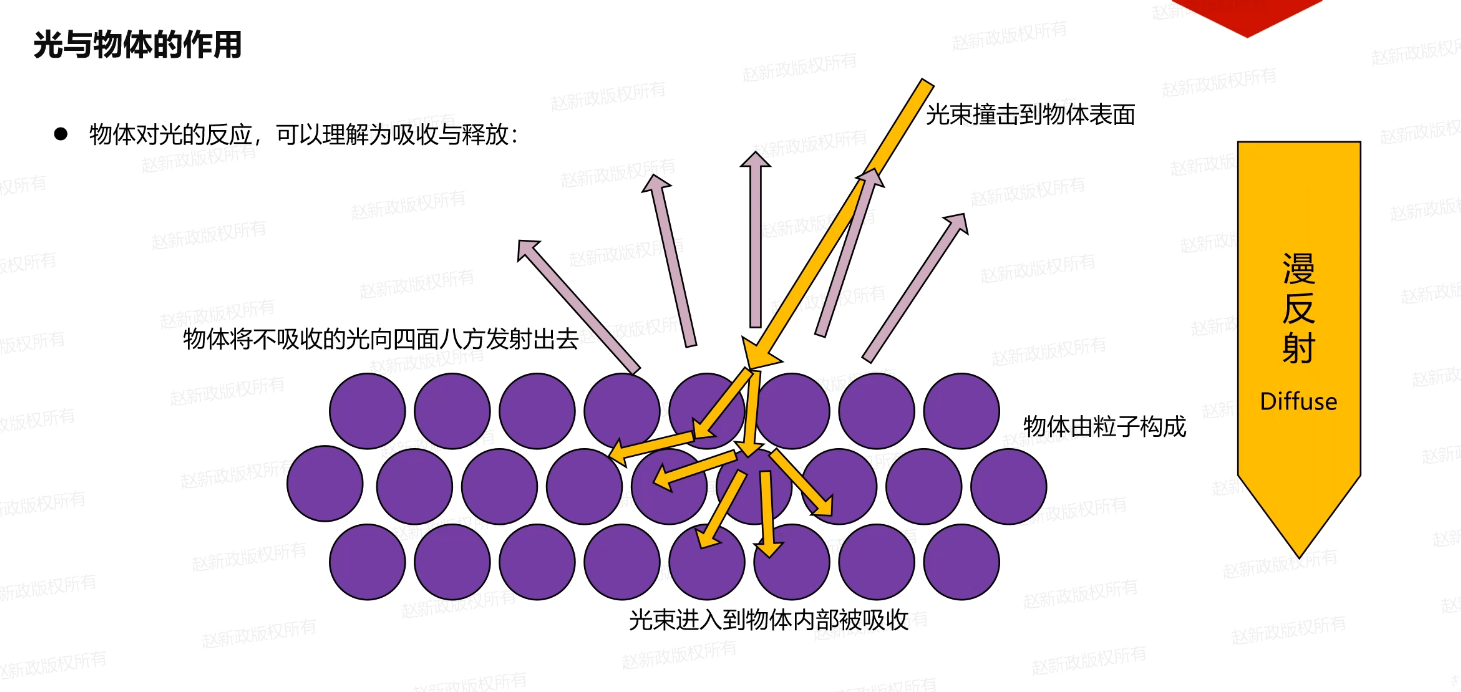 光与物体的作用
光束撞击到物体表面
● 物体对光的反应，可以理解为吸收与释放：
漫
反
射
Diffuse
物体将不吸收的光向四面八方发射出去
物体由粒子构成
光束进入到物体内部被吸收
赵新政版权所有